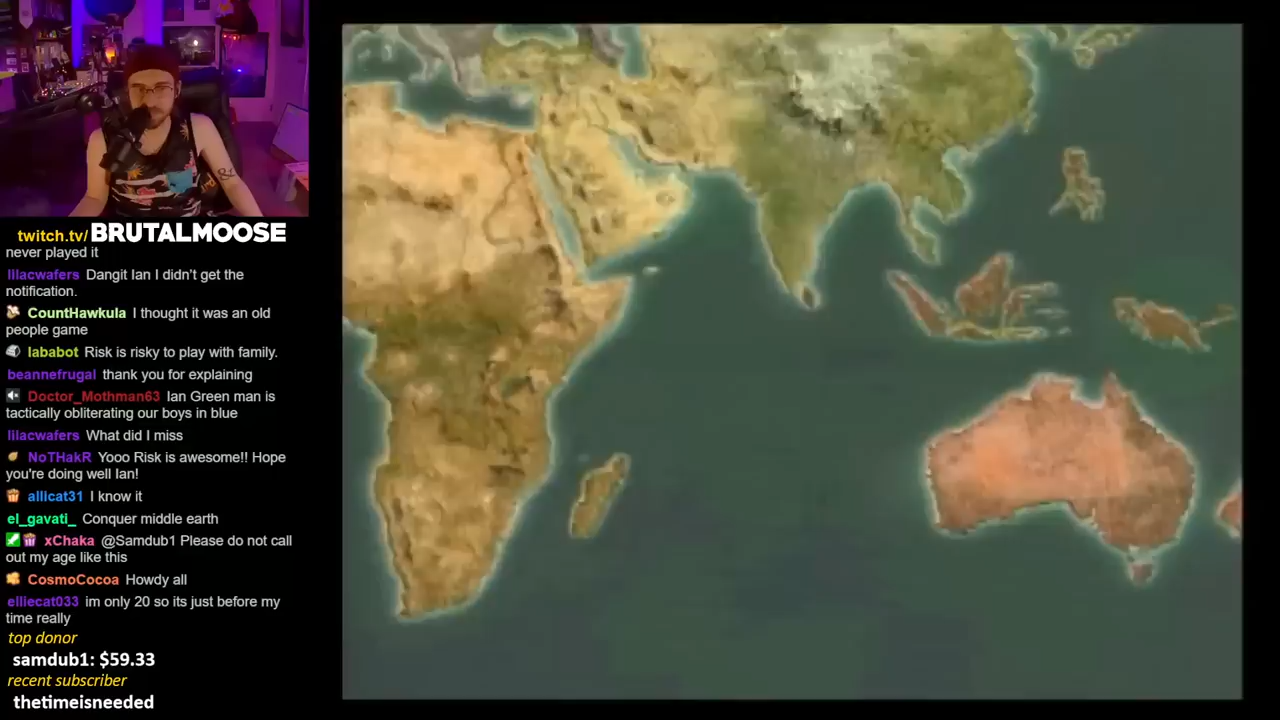 twitch.tv/BRUTALMOOSE
never played it
lilacwafers Dangit Ian I didn't get the
notification.
CountHawkula I thought it was an old
people game
lababot Risk is risky to play with family.
beannefrugal thank you for explaining
Doctor_Mothman63 Ian Green man is
tactically obliterating our boys in blue
lilacwafers What did I miss
NoTHakR Yooo Risk is awesome!! Hope
you're doing well Ian!
allicat31 I know it
el_gavati_ Conquer middle earth
xChaka @Samdub1 Please do not call
out my age like this
CosmoCocoa Howdy all
elliecat033 im only 20 so its just before my
time really
top donor
samdub1: $59.33
recent subscriber
thetimeisneeded